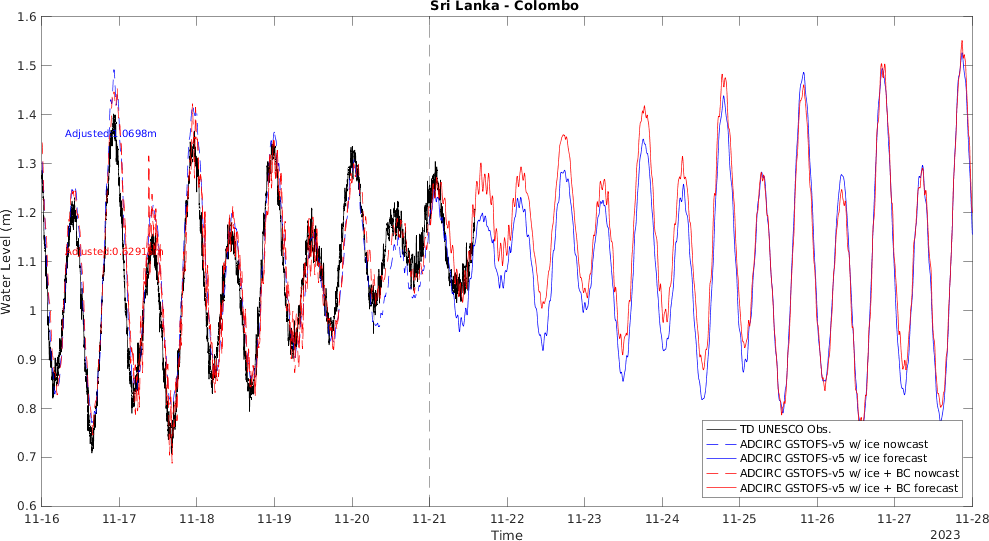 Sri Lanka - Colombo
1.6
1.5
1.4
1.3
1.2
1.1
1
0.9
0.8
0.7
0.6
Water Level (m)
TD UNESCO Obs.
ADCIRC GSTOFS-v5 w/ ice nowcast
ADCIRC GSTOFS-v5 w/ ice forecast
ADCIRC GSTOFS-v5 w/ ice + BC nowcast
ADCIRC GSTOFS-v5 w/ ice + BC forecast
11-16 11-17 11-18 11-19 11-20 11-21 11-22 11-23 11-24 11-25 11-26 11-27 11-28
Time
2023